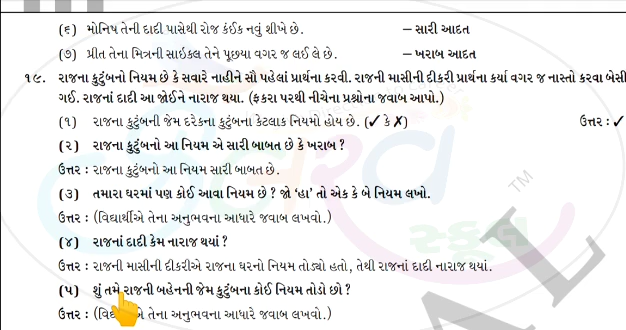 (૬) મોનિષ તેની દાદી પાસેથી રોજ કંઈક નવું શીખે છે. – સારી આદત
(૭) પ્રીત તેના મિત્રની સાઇકલ તેને પૂછ્યા વગર જ લઈ લે છે. – ખરાબ આદત
૧૯. રાજના કુટુંબનો નિયમ છે કે સવારે નાહીને સૌ પહેલાં પ્રાર્થના કરવી. રાજની માસીની દીકરી પ્રાર્થના કર્યા વગર જ નાસ્તો કરવા બેસી
ગઈ. રાજનાં દાદી આ જોઈને નારાજ થયા. (ફકરા પરથી નીચેના પ્રશ્નોના જવાબ આપો.)
(૧) રાજના કુટુંબની જેમ દરેકના કુટુંબના કેટલાક નિયમો હોય છે. (✓ કે ✗) ઉત્તર : ✓
(૨) રાજના કુટુંબનો આ નિયમ એ સારી બાબત છે કે ખરાબ ?
ઉત્તર : રાજના કુટુંબનો આ નિયમ સારી બાબત છે.
(૩) તમારા ઘરમાં પણ કોઈ આવા નિયમ છે ? જો ‘હા’ તો એક કે બે નિયમ લખો.
ઉત્તર : (વિદ્યાર્થીએ તેના અનુભવના આધારે જવાબ લખવો.)
(૪) રાજનાં દાદી કેમ નારાજ થયાં ?
ઉત્તર : રાજની માસીની દીકરીએ રાજના ઘરનો નિયમ તોડ્યો હતો, તેથી રાજનાં દાદી નારાજ થયાં.
(૫) શું તમે રાજની બહેનની જેમ કુટુંબના કોઈ નિયમ તોડો છો ?
ઉત્તર : તેના અનુભવના આધારે જવાબ લખવો.)
TM